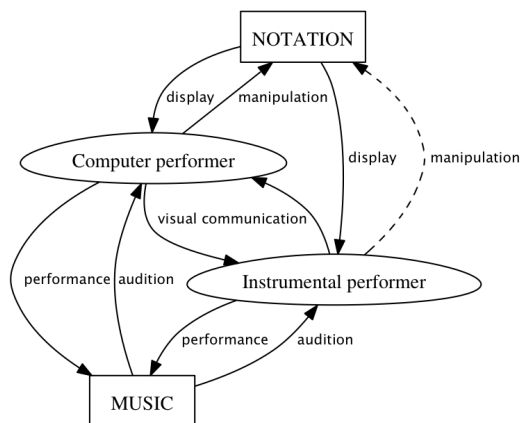 NOTATION
display
manipulation
Computer performer
display
manipulation
visual communication
performance
audition
Instrumental performer
performance
audition
MUSIC